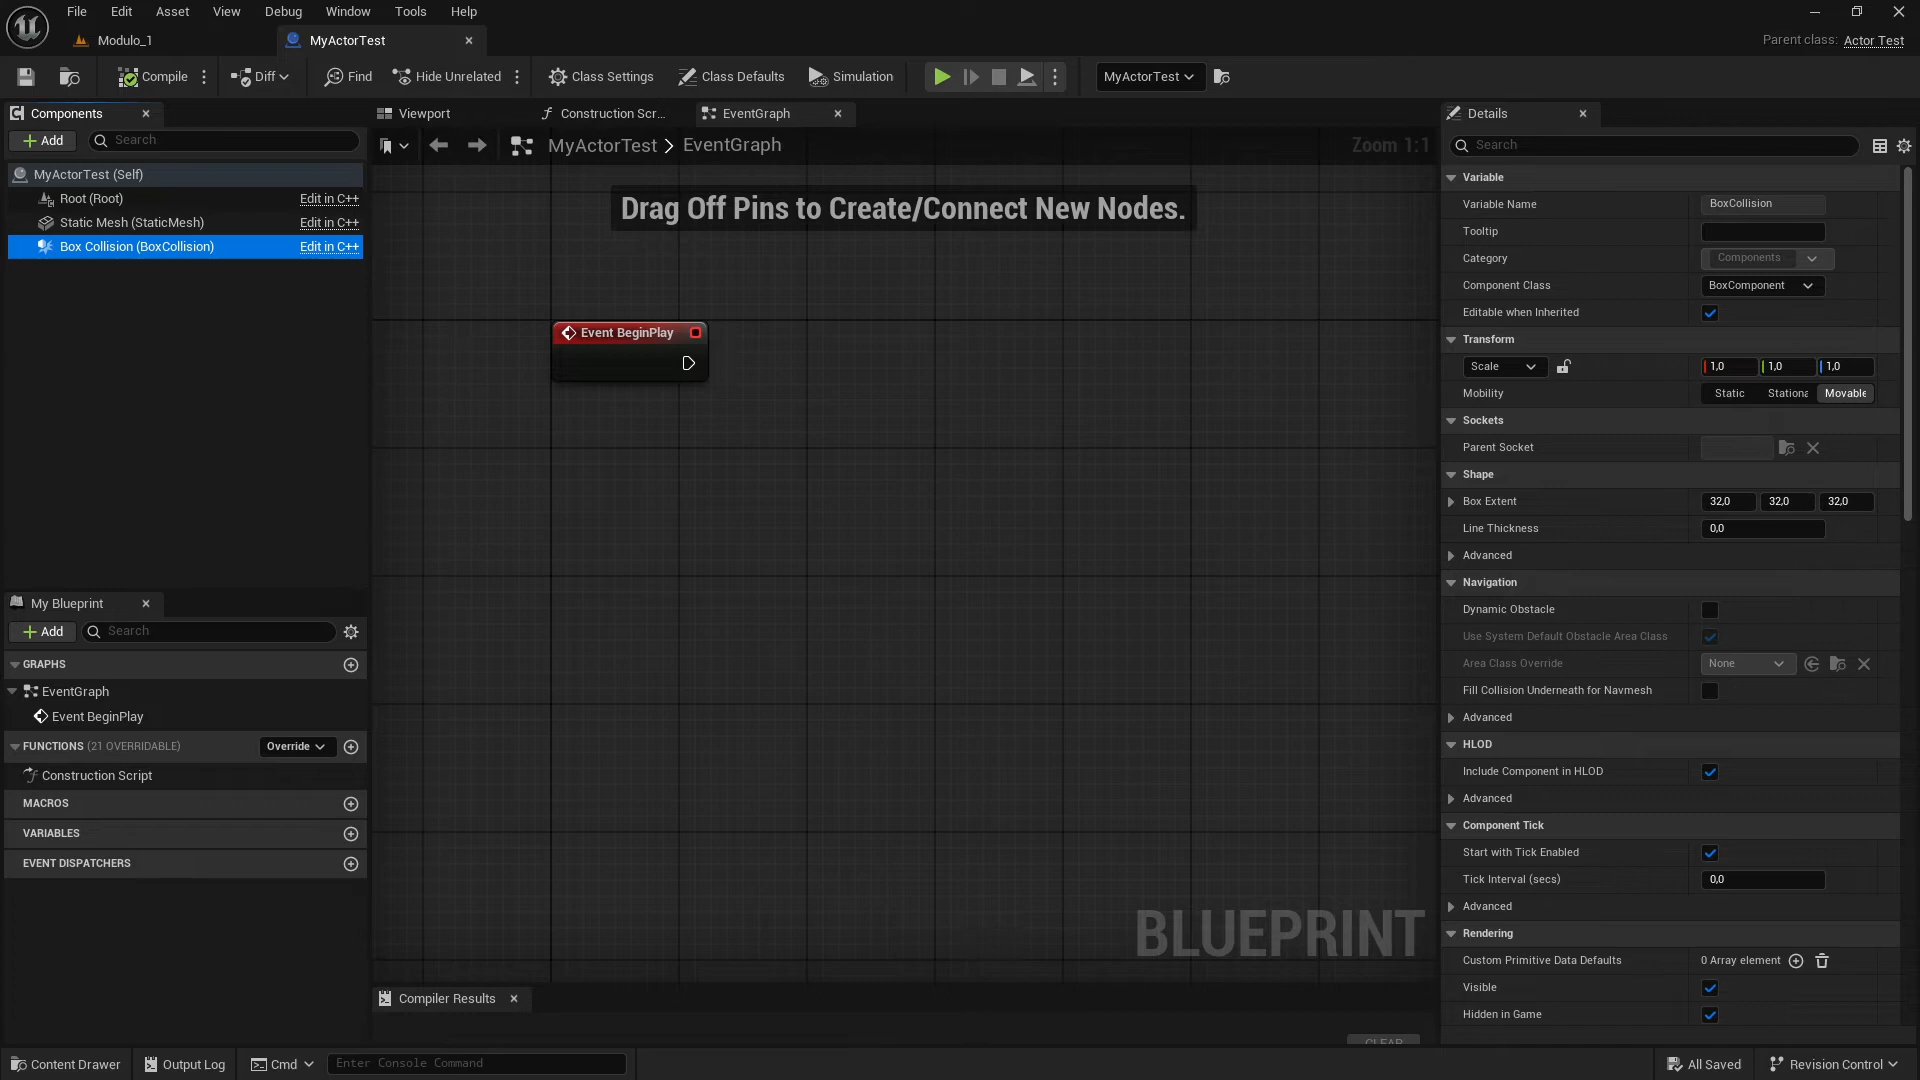 File Edit Asset View Debug Window Tools Help
Modulo_1
MyActorTest
Parent class: Actor Test
Compile Diff Find Hide Unrelated Class Settings Class Defaults Simulation MyActorTest
Components
Add Search
MyActorTest (Self)
Root (Root) Edit in C++
Static Mesh (StaticMesh) Edit in C++
Box Collision (BoxCollision) Edit in C++
My Blueprint
Add Search
GRAPHS
EventGraph
Event BeginPlay
FUNCTIONS (21 OVERRIDABLE) Override
Construction Script
MACROS
VARIABLES
EVENT DISPATCHERS
Viewport Construction Scr... EventGraph
MyActorTest > EventGraph Zoom 1:1
Drag Off Pins to Create/Connect New Nodes.
Event BeginPlay
BLUEPRINT
Compiler Results
CLEAR
Details
Search
Variable
Variable Name BoxCollision
Tooltip
Category Components
Component Class BoxComponent
Editable when Inherited
Transform
Scale 1,0 1,0 1,0
Mobility Static Stationa Movable
Sockets
Parent Socket
Shape
Box Extent 32,0 32,0 32,0
Line Thickness 0,0
Advanced
Navigation
Dynamic Obstacle
Use System Default Obstacle Area Class
Area Class Override None
Fill Collision Underneath for Navmesh
Advanced
HLOD
Include Component in HLOD
Advanced
Component Tick
Start with Tick Enabled
Tick Interval (secs) 0,0
Advanced
Rendering
Custom Primitive Data Defaults 0 Array element
Visible
Hidden in Game
Content Drawer Output Log Cmd Enter Console Command All Saved Revision Control